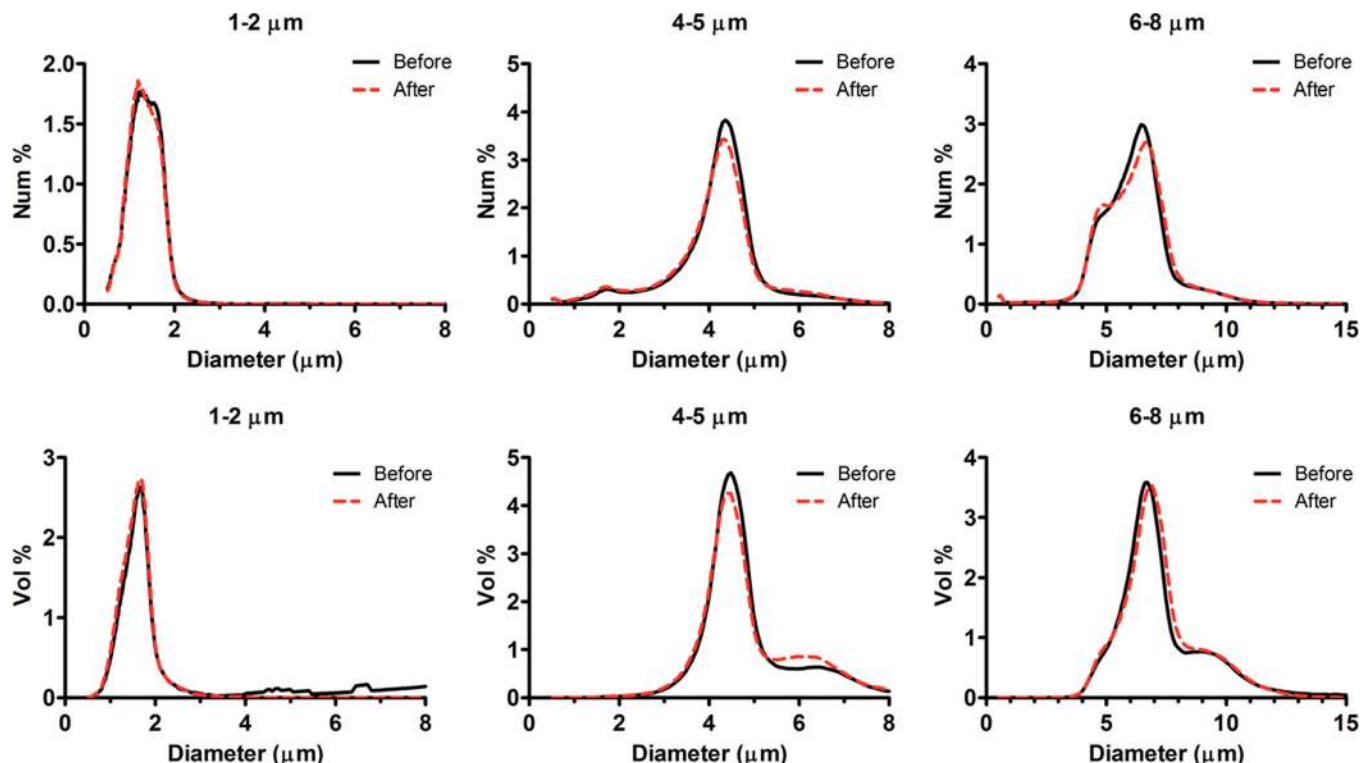 1-2 μm
Before
After
Num %
2.0
1.5
1.0
0.5
0.0
0 2 4 6 8
Diameter (μm)
4-5 μm
Before
After
Num %
5
4
3
2
1
0
0 2 4 6 8
Diameter (μm)
6-8 μm
Before
After
Num %
4
3
2
1
0
0 5 10 15
Diameter (μm)
1-2 μm
Before
After
Vol %
3
2
1
0
0 2 4 6 8
Diameter (μm)
4-5 μm
Before
After
Vol %
5
4
3
2
1
0
0 2 4 6 8
Diameter (μm)
6-8 μm
Before
After
Vol %
4
3
2
1
0
0 5 10 15
Diameter (μm)